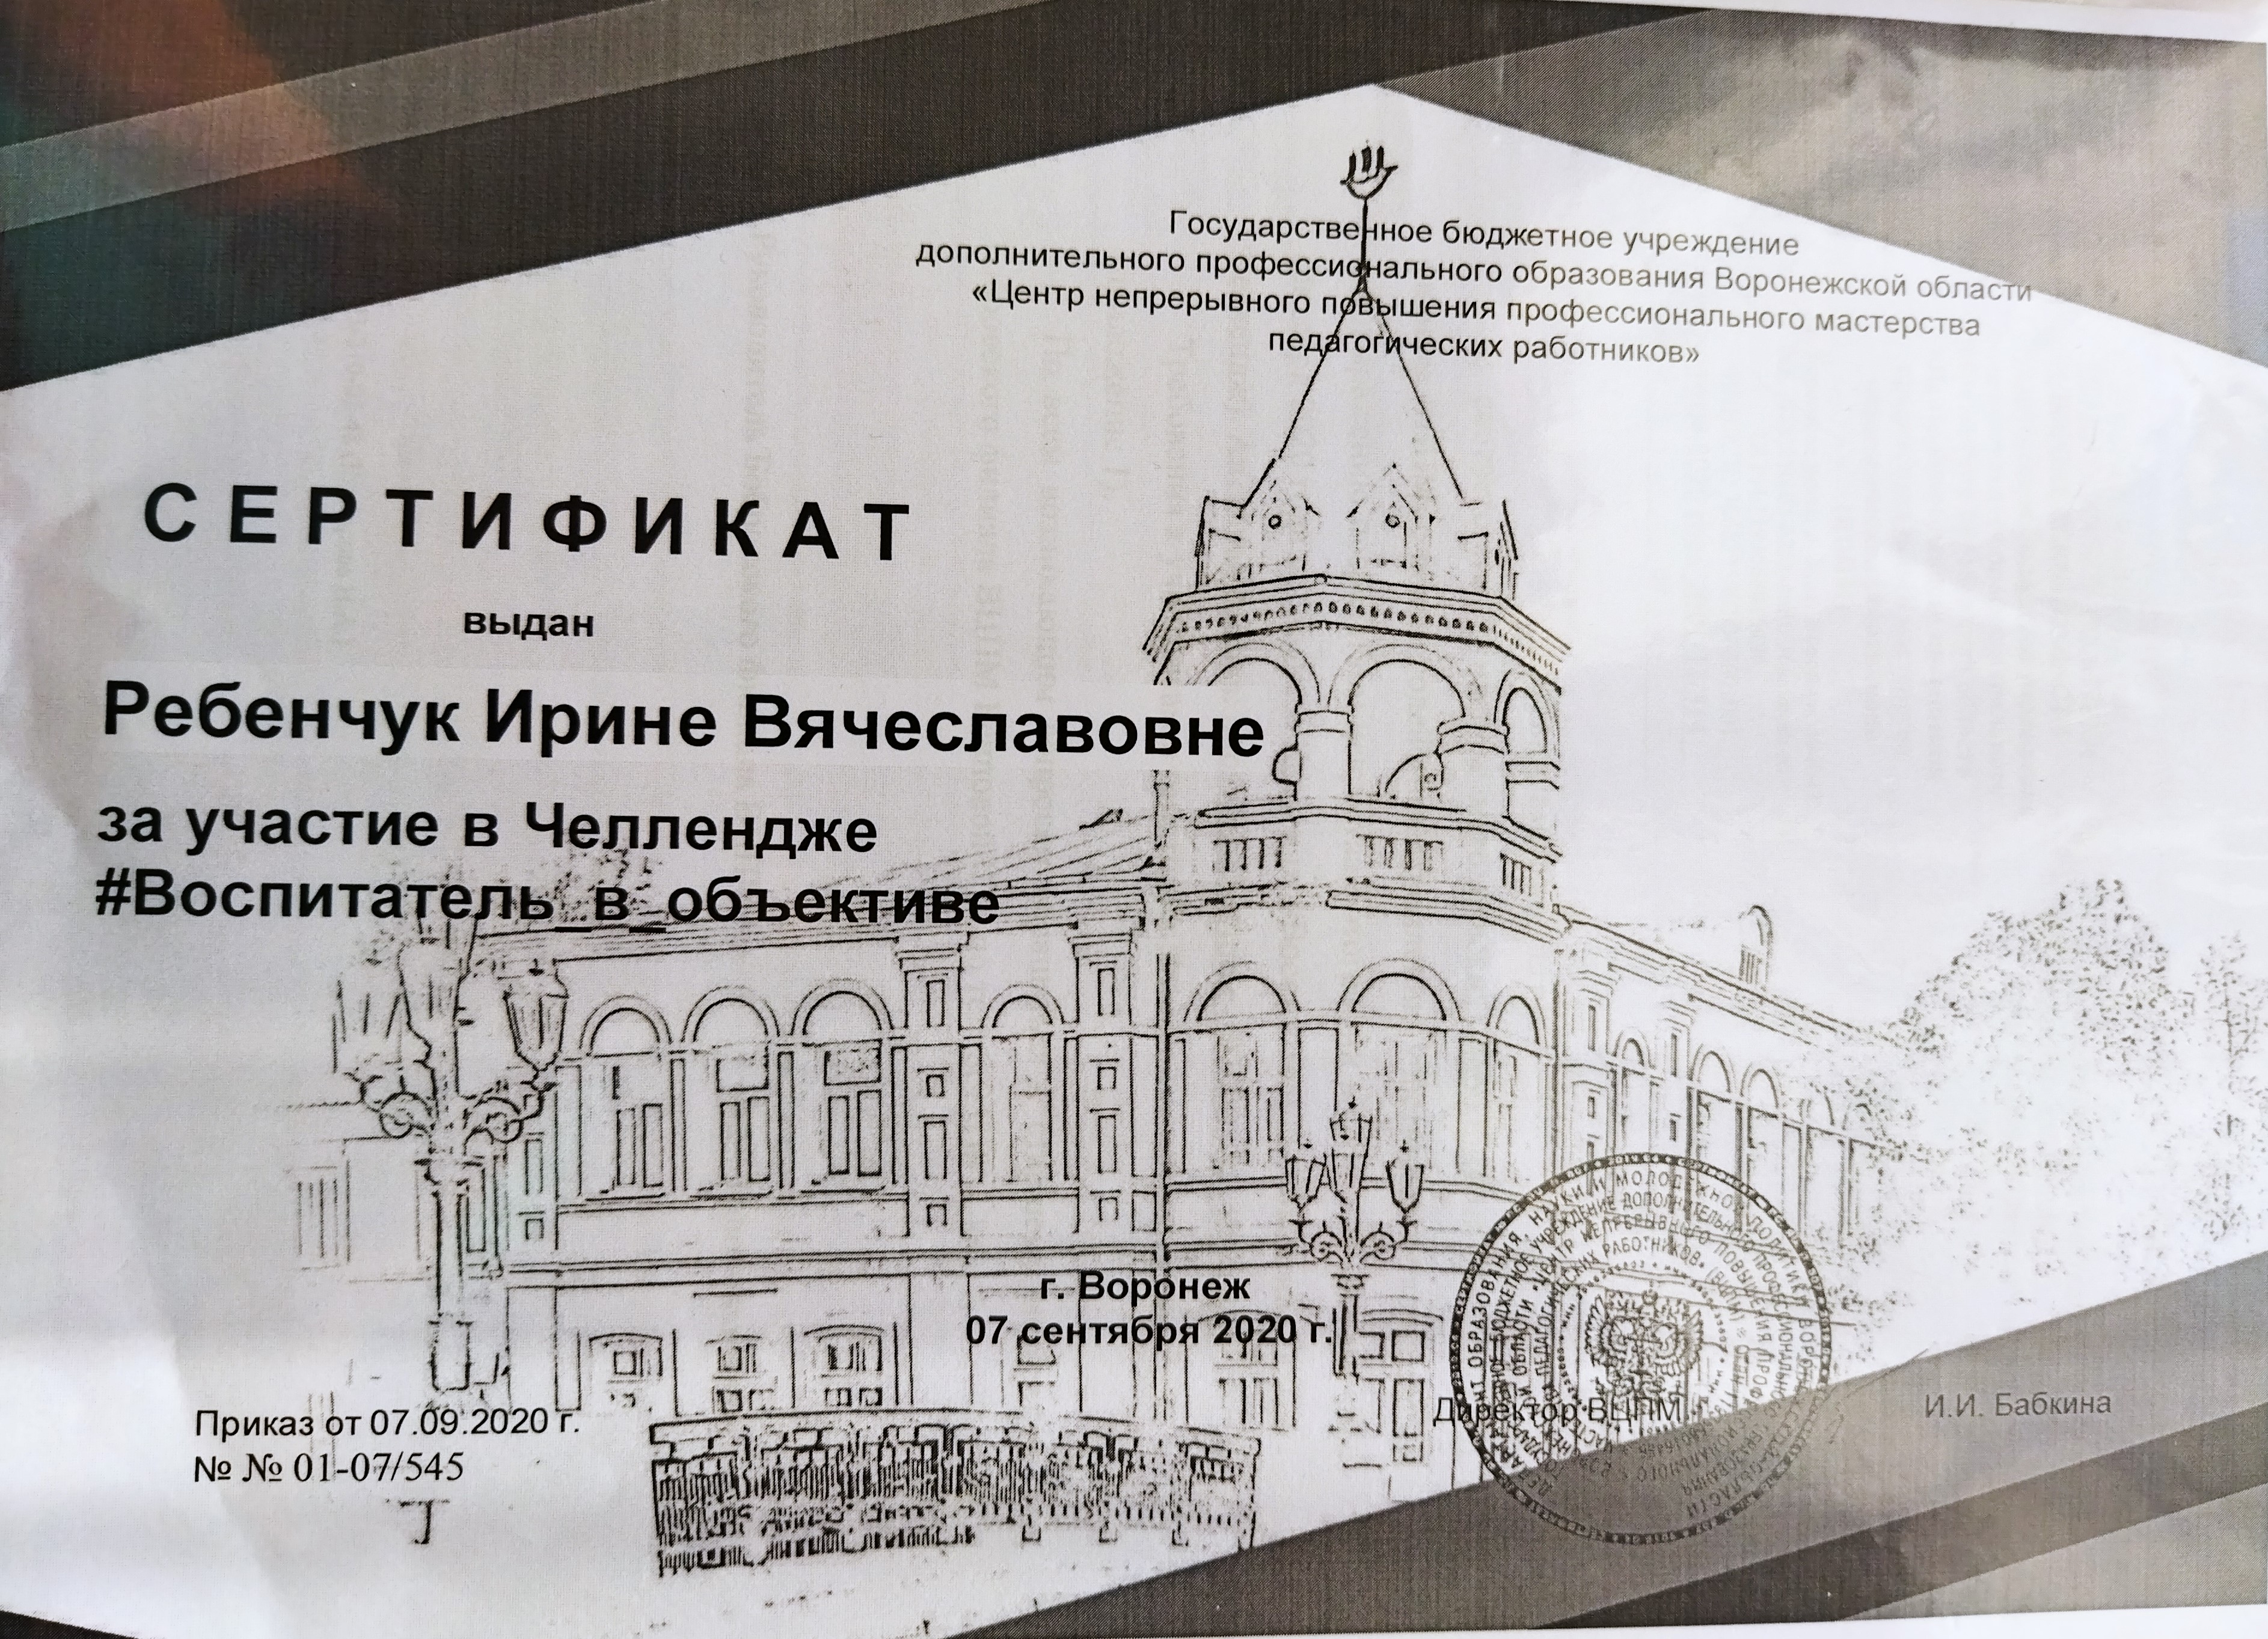 Государственное бюджетное учреждение
дополнительного профессионального образования Воронежской области
«Центр непрерывного повышения профессионального мастерства
педагогических работников»
СЕРТИФИКАТ
выдан
Ребенчук Ирине Вячеславовне
за участие в Челлендже
#Воспитатель_в_объективе
г. Воронеж
07 сентября 2020 г.
Приказ от 07.09.2020 г.
№ № 01-07/545
Директор ВЦПМ
И.И. Бабкина